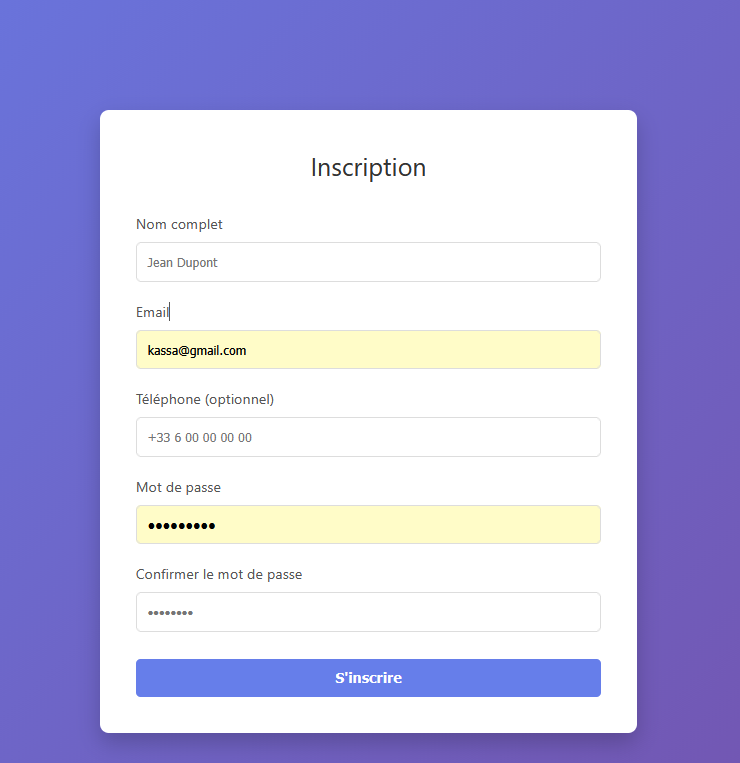 Inscription
Nom complet
Jean Dupont
Email
kassa@gmail.com
Téléphone (optionnel)
+33 6 00 00 00 00
Mot de passe
•••••••••
Confirmer le mot de passe
••••••••
S'inscrire